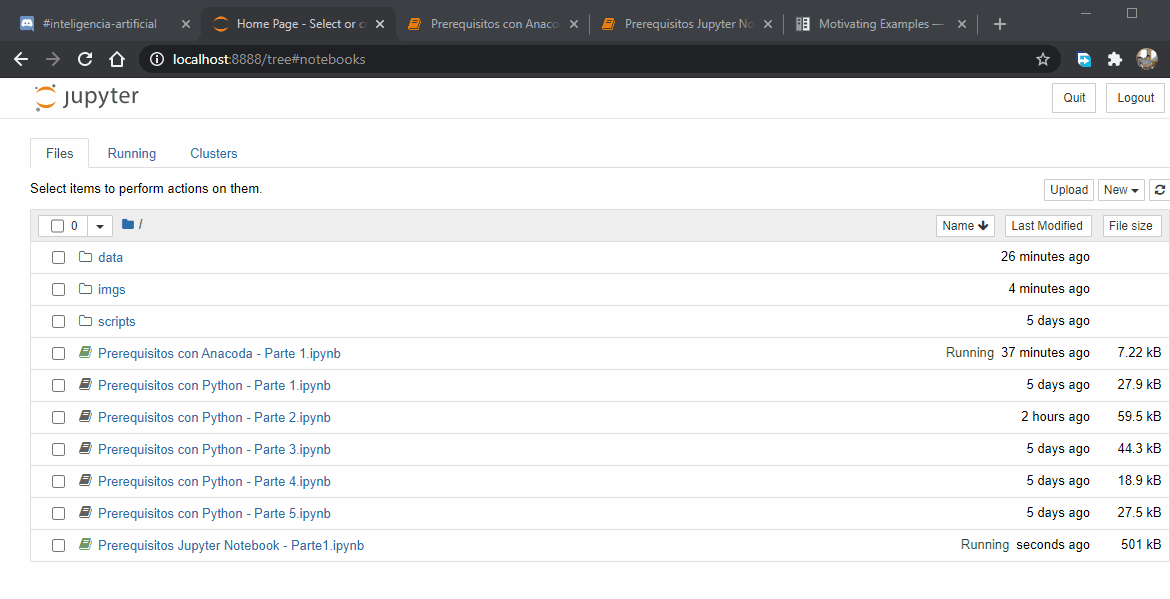 #inteligencia-artificial
Home Page - Select or c
Prerequisitos con Anaco
Prerequisitos Jupyter No
Motivating Examples —
localhost:8888/tree#notebooks
jupyter
Quit Logout
Files Running Clusters
Select items to perform actions on them.
Upload New
0 / Name Last Modified File size
data 26 minutes ago
imgs 4 minutes ago
scripts 5 days ago
Prerequisitos con Anacoda - Parte 1.ipynb Running 37 minutes ago 7.22 kB
Prerequisitos con Python - Parte 1.ipynb 5 days ago 27.9 kB
Prerequisitos con Python - Parte 2.ipynb 2 hours ago 59.5 kB
Prerequisitos con Python - Parte 3.ipynb 5 days ago 44.3 kB
Prerequisitos con Python - Parte 4.ipynb 5 days ago 18.9 kB
Prerequisitos con Python - Parte 5.ipynb 5 days ago 27.5 kB
Prerequisitos Jupyter Notebook - Parte1.ipynb Running seconds ago 501 kB